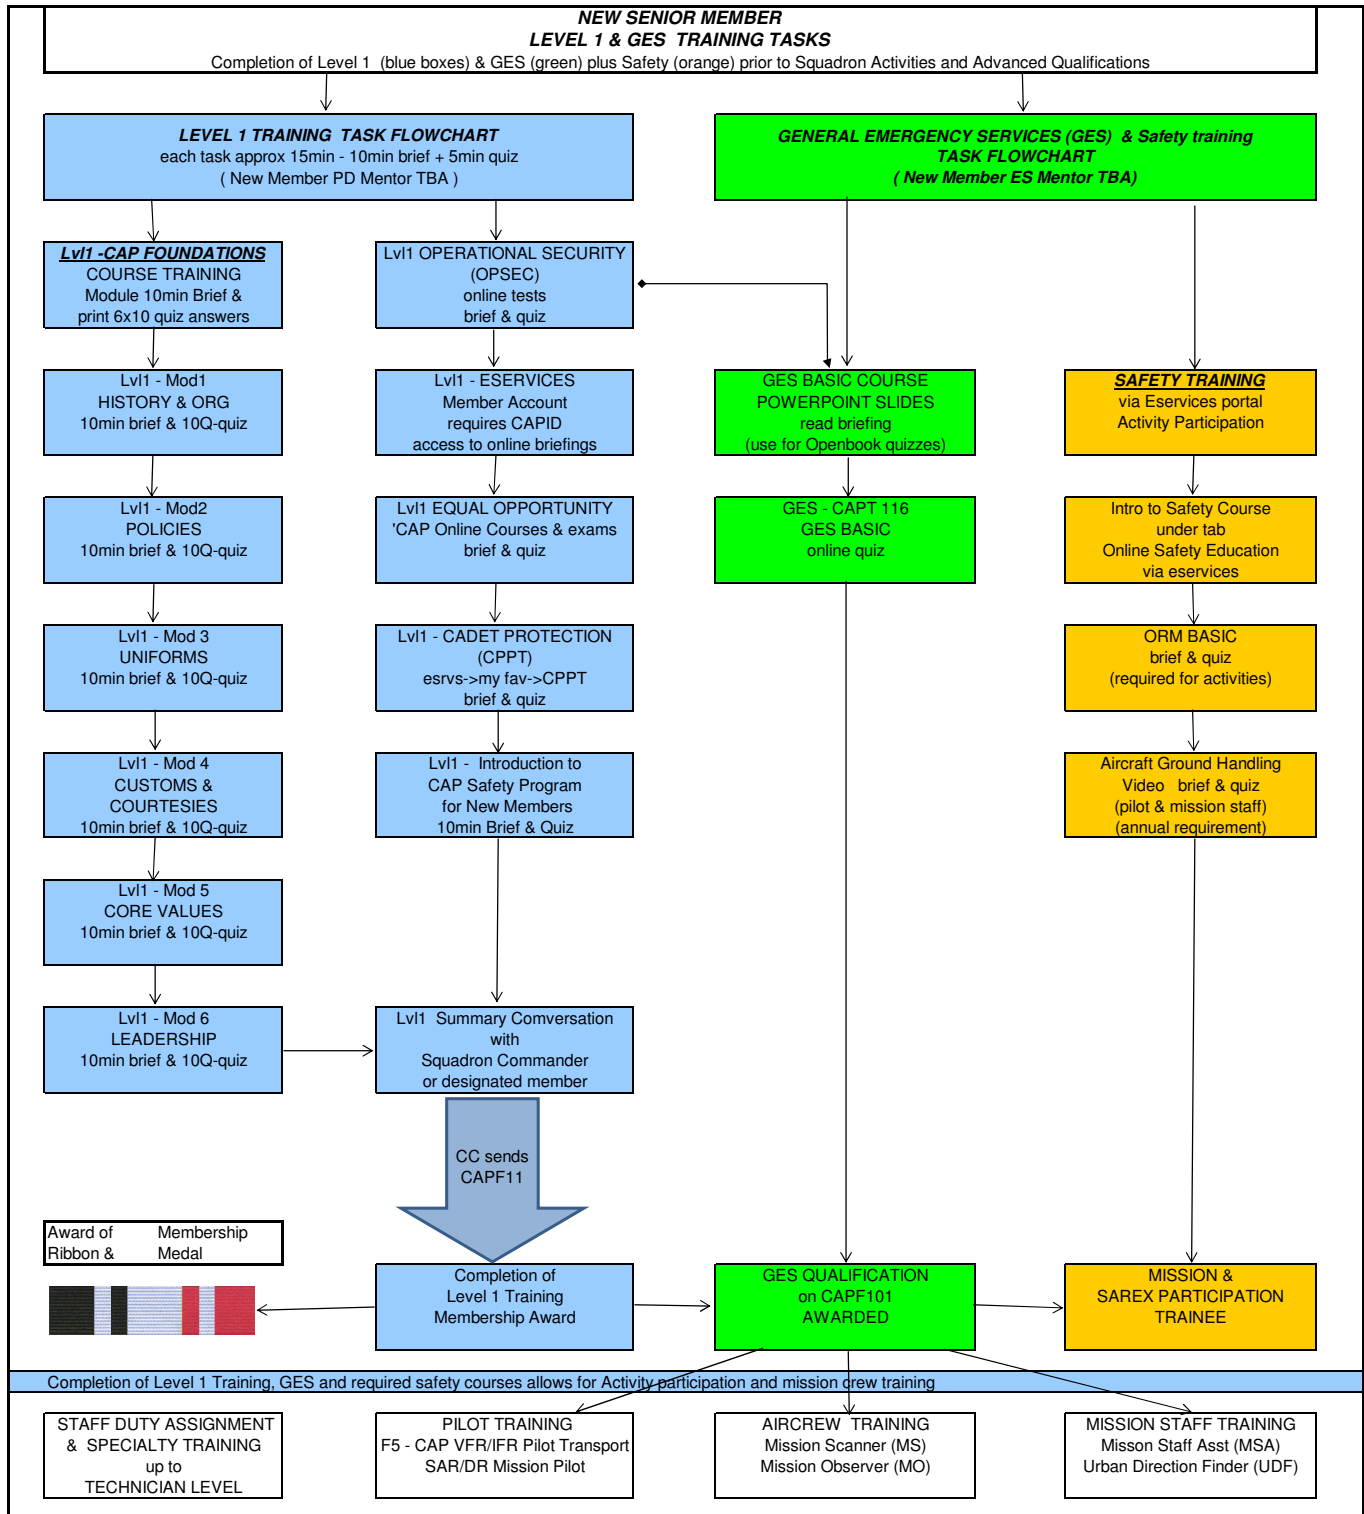 NEW SENIOR MEMBER
LEVEL 1 & GES TRAINING TASKS
Completion of Level 1 (blue boxes) & GES (green) plus Safety (orange) prior to Squadron Activities and Advanced Qualifications
LEVEL 1 TRAINING TASK FLOWCHART
each task approx 15min - 10min brief + 5min quiz
( New Member PD Mentor TBA )
GENERAL EMERGENCY SERVICES (GES) & Safety training
TASK FLOWCHART
( New Member ES Mentor TBA)
Lvl1 -CAP FOUNDATIONS
COURSE TRAINING
Module 10min Brief &
print 6x10 quiz answers
Lvl1 OPERATIONAL SECURITY
(OPSEC)
online tests
brief & quiz
Lvl1 - Mod1
HISTORY & ORG
10min brief & 10Q-quiz
Lvl1 - ESERVICES
Member Account
requires CAPID
access to online briefings
GES BASIC COURSE
POWERPOINT SLIDES
read briefing
(use for Openbook quizzes)
SAFETY TRAINING
via Eservices portal
Activity Participation
Lvl1 - Mod2
POLICIES
10min brief & 10Q-quiz
Lvl1 EQUAL OPPORTUNITY
'CAP Online Courses & exams
brief & quiz
GES - CAPT 116
GES BASIC
online quiz
Intro to Safety Course
under tab
Online Safety Education
via eservices
Lvl1 - Mod 3
UNIFORMS
10min brief & 10Q-quiz
Lvl1 - CADET PROTECTION
(CPPT)
esrvs->my fav->CPPT
brief & quiz
ORM BASIC
brief & quiz
(required for activities)
Lvl1 - Mod 4
CUSTOMS &
COURTESIES
10min brief & 10Q-quiz
Lvl1 - Introduction to
CAP Safety Program
for New Members
10min Brief & Quiz
Aircraft Ground Handling
Video brief & quiz
(pilot & mission staff)
(annual requirement)
Lvl1 - Mod 5
CORE VALUES
10min brief & 10Q-quiz
Lvl1 - Mod 6
LEADERSHIP
10min brief & 10Q-quiz
Lvl1 Summary Comversation
with
Squadron Commander
or designated member
CC sends
CAPF11
Award of Membership
Ribbon & Medal
Completion of
Level 1 Training
Membership Award
GES QUALIFICATION
on CAPF101
AWARDED
MISSION &
SAREX PARTICIPATION
TRAINEE
Completion of Level 1 Training, GES and required safety courses allows for Activity participation and mission crew training
STAFF DUTY ASSIGNMENT
& SPECIALTY TRAINING
up to
TECHNICIAN LEVEL
PILOT TRAINING
F5 - CAP VFR/IFR Pilot Transport
SAR/DR Mission Pilot
AIRCREW TRAINING
Mission Scanner (MS)
Mission Observer (MO)
MISSION STAFF TRAINING
Misson Staff Asst (MSA)
Urban Direction Finder (UDF)